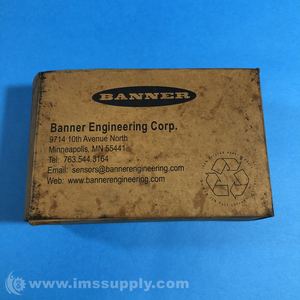 BANNER
Banner Engineering Corp.
9714 10th Avenue North
Minneapolis, MN 55441
Tel: 763.544.3164
Email: sensors@bannerengineering.com
Web: www.bannerengineering.com
© www.imssupply.com